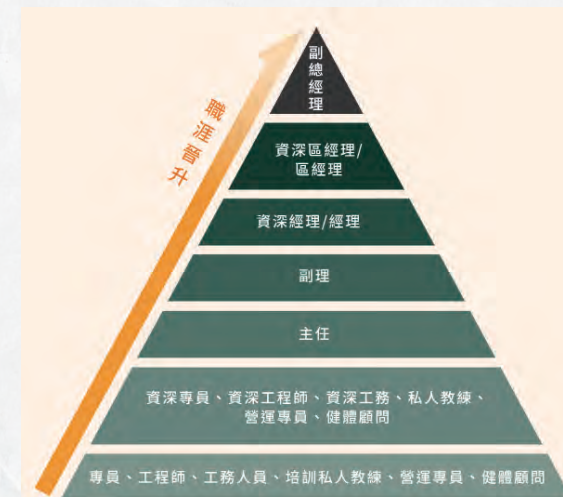 副總經理
職涯晉升
資深區經理/
區經理
資深經理/經理
副理
主任
資深專員、資深工程師、資深工務、私人教練、
營運專員、健體顧問
專員、工程師、工務人員、培訓私人教練、營運專員、健體顧問